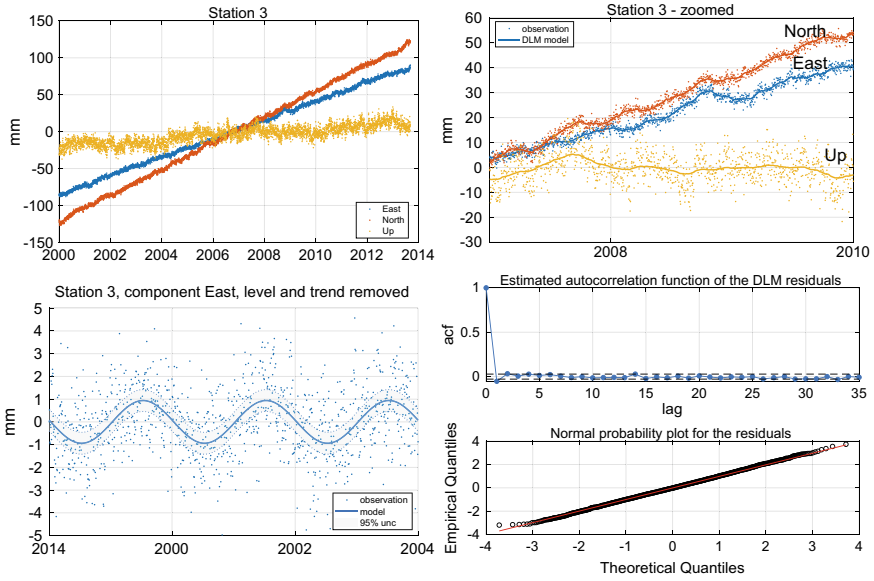 Station 3
150
100
50
0
-50
-100
-150
mm
East
North
Up
2000 2002 2004 2006 2008 2010 2012 2014
Station 3 - zoomed
60
50
40
30
20
10
0
-10
-20
-30
mm
observation
DLM model
North
East
Up
2008 2010
Station 3, component East, level and trend removed
5
4
3
2
1
0
-1
-2
-3
-4
-5
mm
observation
model
95% unc
2014 2000 2002 2004
Estimated autocorrelation function of the DLM residuals
1
0.5
0
acf
0 5 10 15 20 25 30 35
lag
Normal probability plot for the residuals
4
2
0
-2
-4
Empirical Quantiles
-4 -3 -2 -1 0 1 2 3 4
Theoretical Quantiles